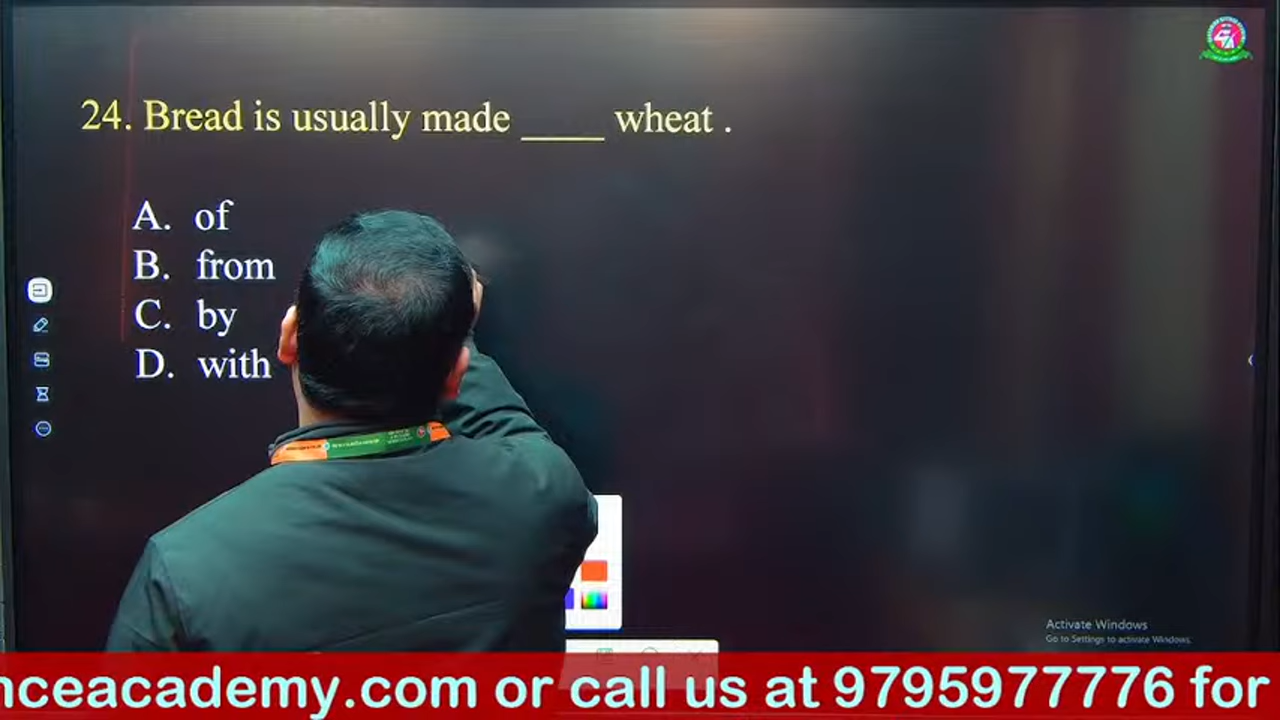 24. Bread is usually made ____ wheat .
A. of
B. from
C. by
D. with
Activate Windows
Go to Settings to activate Windows.
nceacademy.com or call us at 9795977776 for